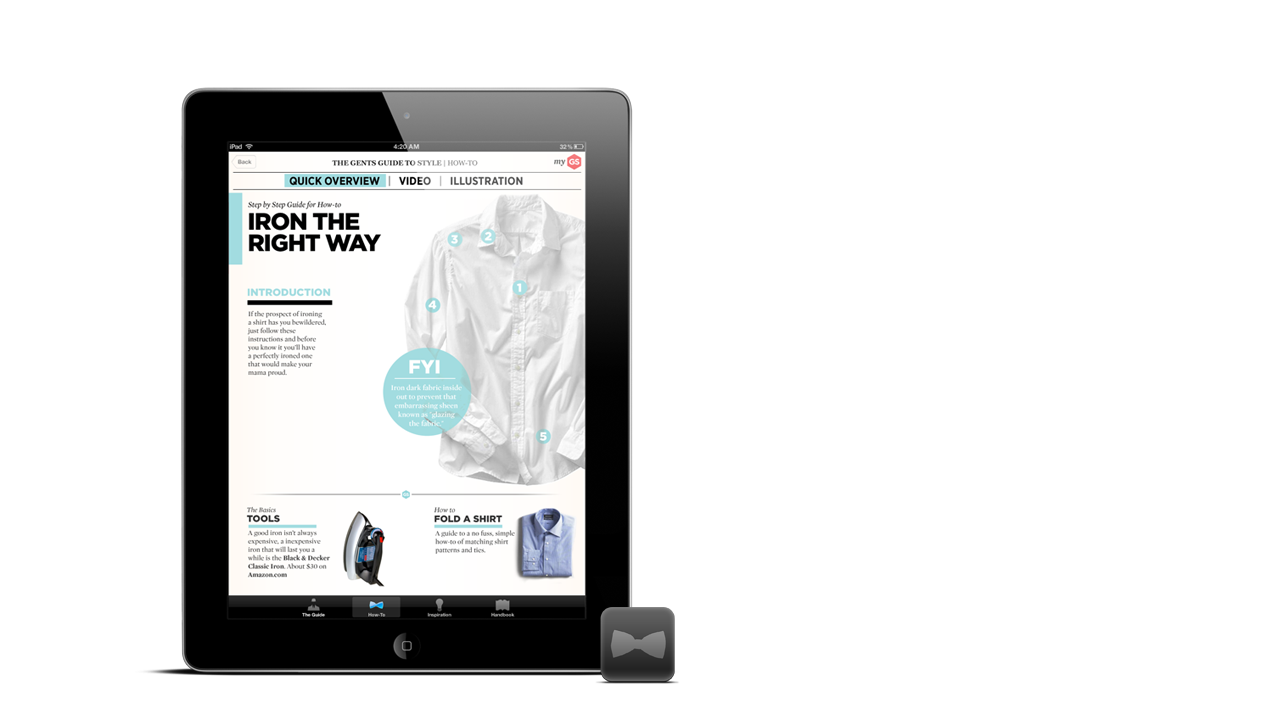 iPad 4:20 AM 32%
Back THE GENTS GUIDE TO STYLE | HOW-TO my GS
QUICK OVERVIEW | VIDEO | ILLUSTRATION
Step by Step Guide for How-to
IRON THE
RIGHT WAY
3 2
1
4
INTRODUCTION
If the prospect of ironing
a shirt has you bewildered,
just follow these
instructions and before
you know it you'll have
a perfectly ironed one
that would make your
mama proud.
FYI
Iron dark fabric inside
out to prevent that
embarrassing sheen
known as "glazing
the fabric."
5
The Basics
TOOLS
A good iron isn't always
expensive, a inexpensive
iron that will last you a
while is the Black & Decker
Classic Iron. About $30 on
Amazon.com
How to
FOLD A SHIRT
A guide to a no fuss, simple
how-to of matching shirt
patterns and ties.
The Guide How-To Inspiration Handbook